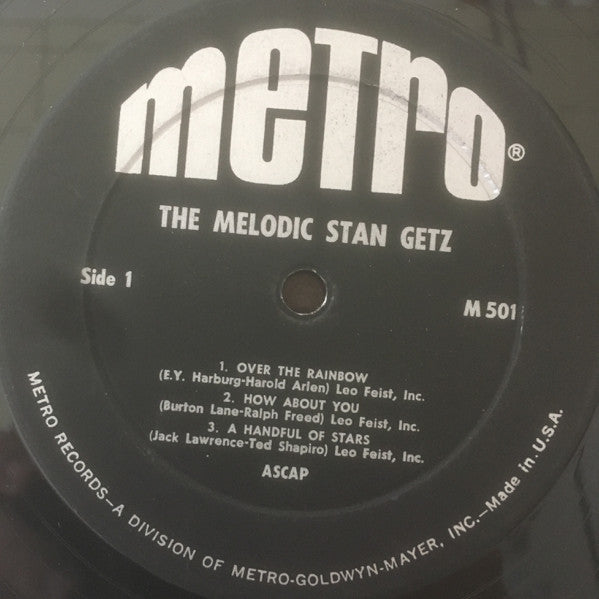 metro®
THE MELODIC STAN GETZ
Side 1
M 501
1. OVER THE RAINBOW
(E.Y. Harburg-Harold Arlen) Leo Feist, Inc.
2. HOW ABOUT YOU
(Burton Lane-Ralph Freed) Leo Feist, Inc.
3. A HANDFUL OF STARS
(Jack Lawrence-Ted Shapiro) Leo Feist, Inc.
ASCAP
METRO RECORDS—A DIVISION OF METRO-GOLDWYN-MAYER, INC.—Made in U.S.A.